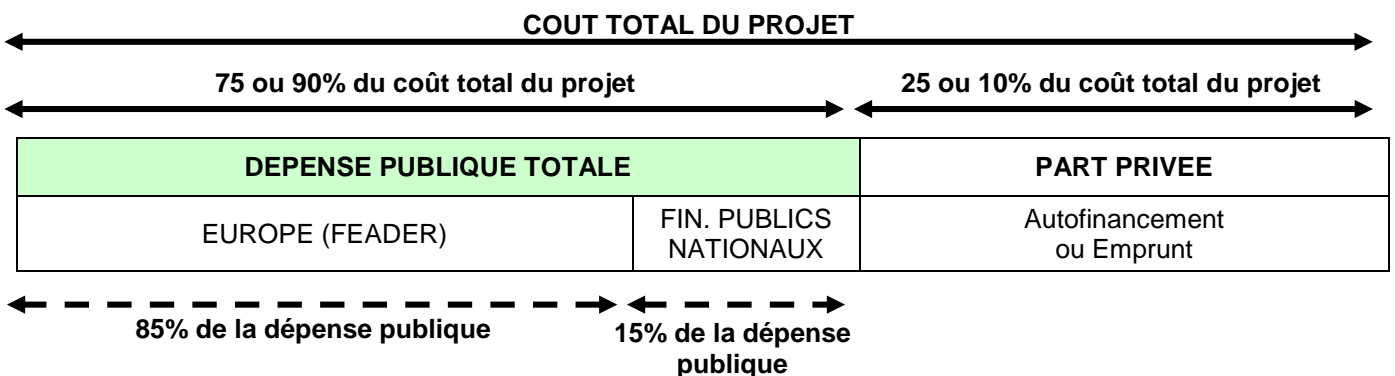 COUT TOTAL DU PROJET
75 ou 90% du coût total du projet
25 ou 10% du coût total du projet
DEPENSE PUBLIQUE TOTALE
PART PRIVEE
EUROPE (FEADER)
FIN. PUBLICS
NATIONAUX
Autofinancement
ou Emprunt
85% de la dépense publique
15% de la dépense
publique